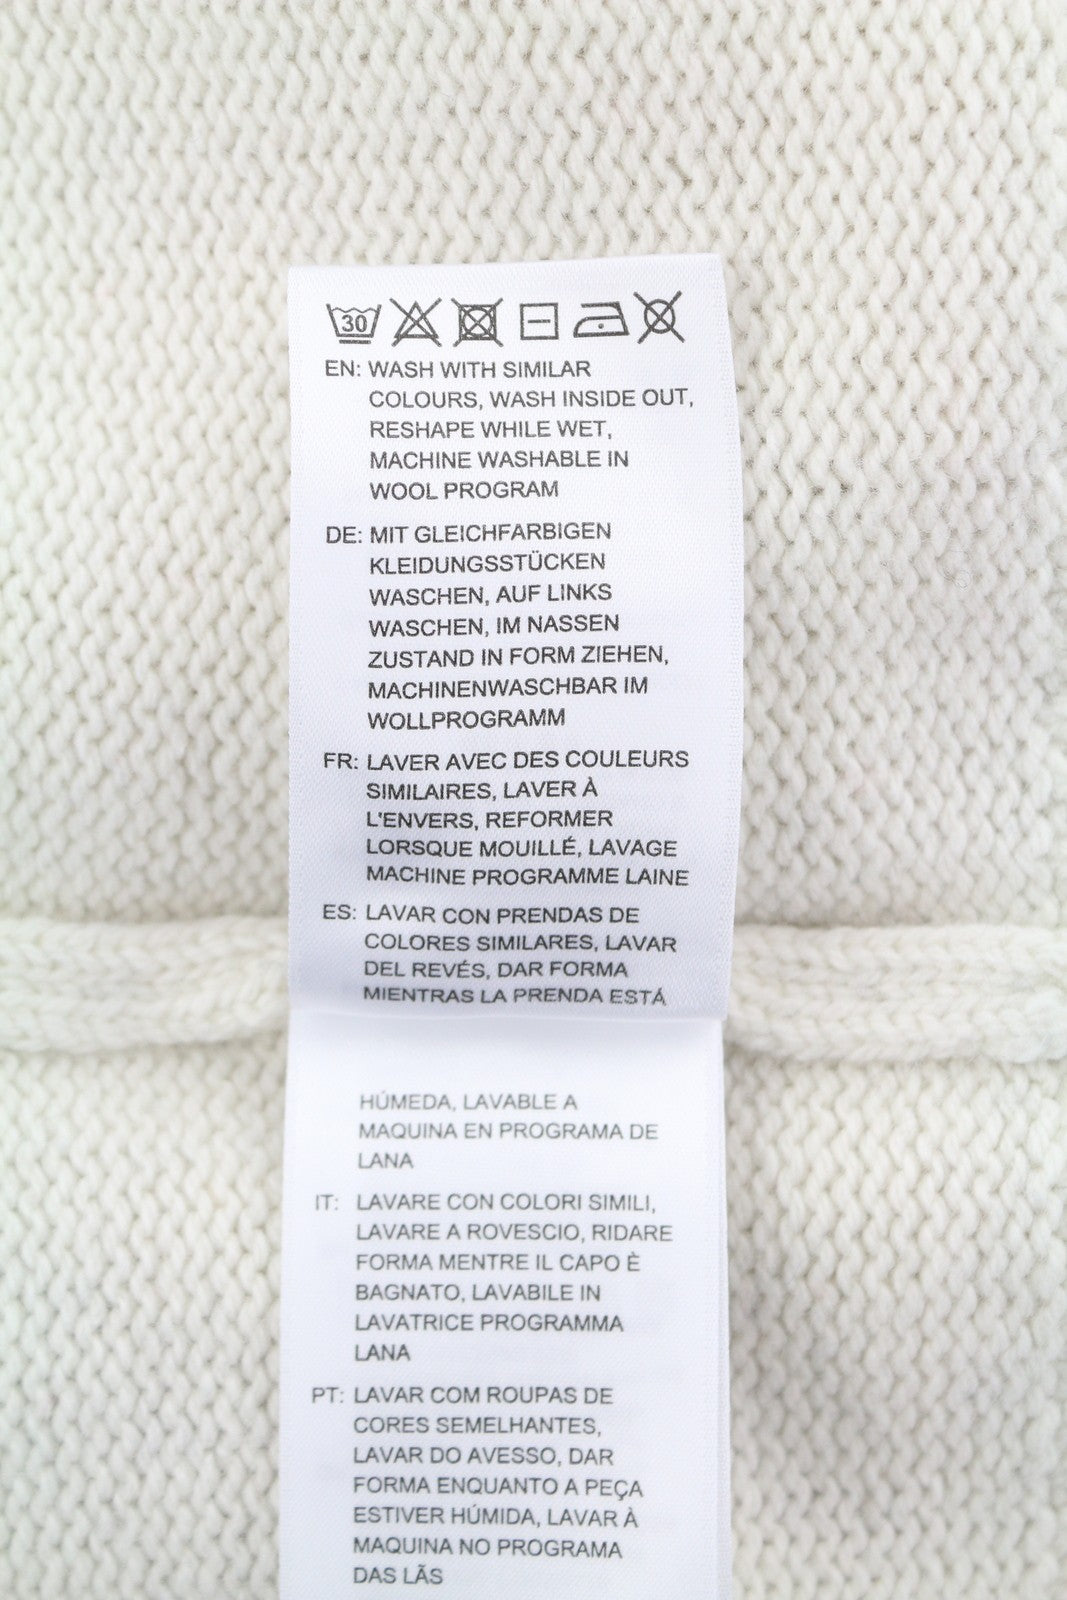 30
EN: WASH WITH SIMILAR
COLOURS, WASH INSIDE OUT,
RESHAPE WHILE WET,
MACHINE WASHABLE IN
WOOL PROGRAM
DE: MIT GLEICHFARBIGEN
KLEIDUNGSSTÜCKEN
WASCHEN, AUF LINKS
WASCHEN, IM NASSEN
ZUSTAND IN FORM ZIEHEN,
MACHINENWASCHBAR IM
WOLLPROGRAMM
FR: LAVER AVEC DES COULEURS
SIMILAIRES, LAVER À
L'ENVERS, REFORMER
LORSQUE MOUILLÉ, LAVAGE
MACHINE PROGRAMME LAINE
ES: LAVAR CON PRENDAS DE
COLORES SIMILARES, LAVAR
DEL REVÉS, DAR FORMA
MIENTRAS LA PRENDA ESTÁ
HÚMEDA, LAVABLE A
MAQUINA EN PROGRAMA DE
LANA
IT: LAVARE CON COLORI SIMILI,
LAVARE A ROVESCIO, RIDARE
FORMA MENTRE IL CAPO È
BAGNATO, LAVABILE IN
LAVATRICE PROGRAMMA
LANA
PT: LAVAR COM ROUPAS DE
CORES SEMELHANTES,
LAVAR DO AVESSO, DAR
FORMA ENQUANTO A PEÇA
ESTIVER HÚMIDA, LAVAR À
MAQUINA NO PROGRAMA
DAS LÃS